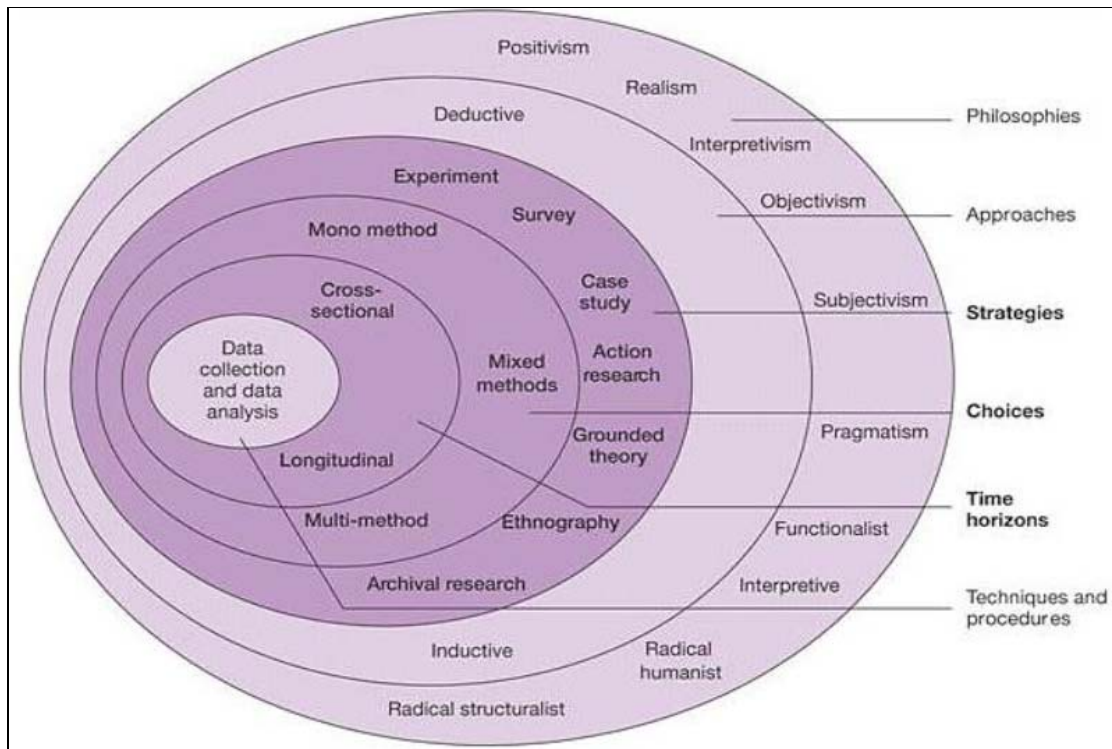 Positivism
Realism
Interpretivism
Objectivism
Subjectivism
Pragmatism
Functionalist
Interpretive
Radical
humanist
Radical structuralist
Deductive
Inductive
Experiment
Survey
Case
study
Action
research
Grounded
theory
Ethnography
Archival research
Mono method
Mixed
methods
Multi-method
Cross-
sectional
Longitudinal
Data
collection
and data
analysis
Philosophies
Approaches
Strategies
Choices
Time
horizons
Techniques and
procedures